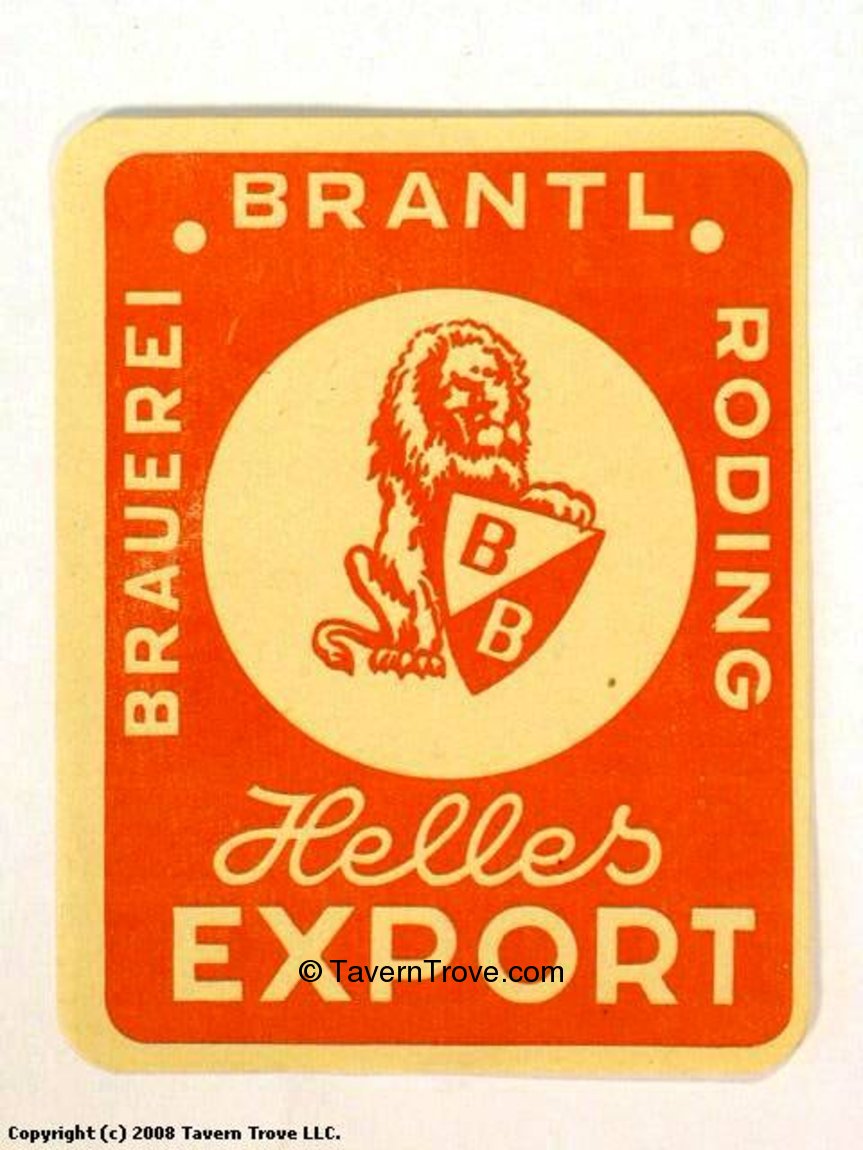 BRAUEREI
• BRANTL •
RODING
B
B
Helles
EXPORT
© TavernTrove.com
Copyright (c) 2008 Tavern Trove LLC.